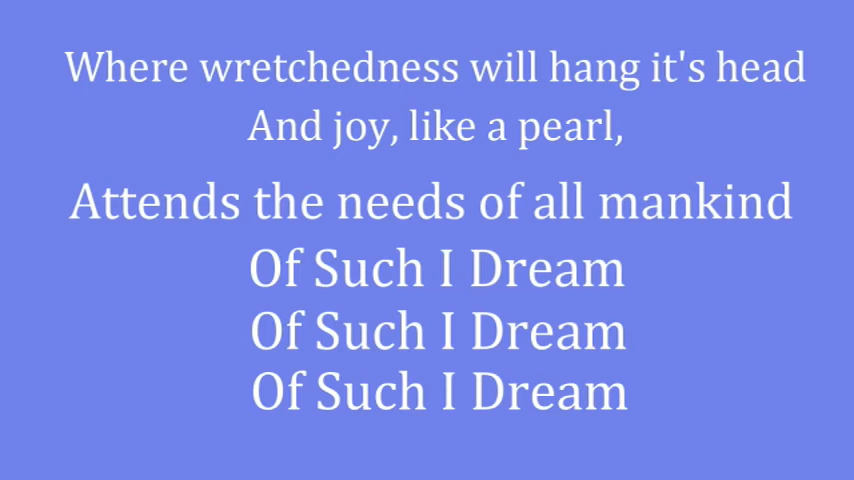 Where wretchedness will hang it's head
And joy, like a pearl,
Attends the needs of all mankind
Of Such I Dream
Of Such I Dream
Of Such I Dream